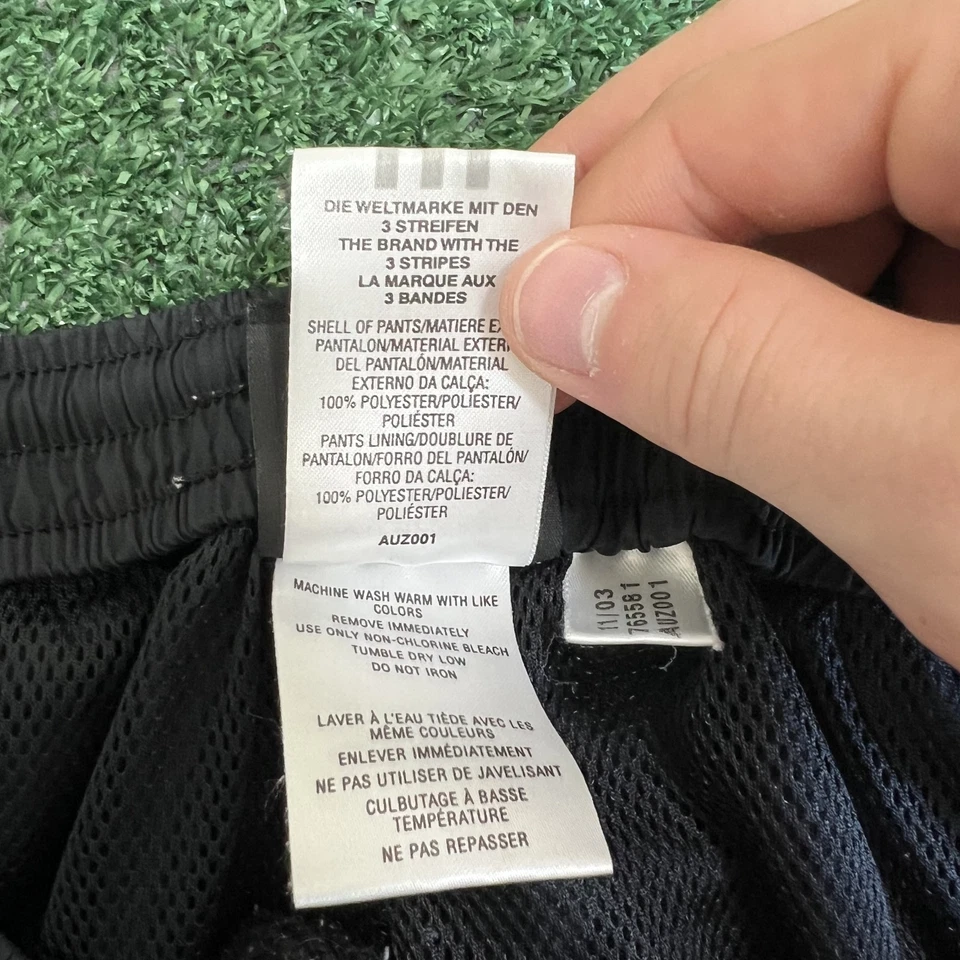 DIE WELTMARKE MIT DEN
3 STREIFEN
THE BRAND WITH THE
3 STRIPES
LA MARQUE AUX
3 BANDES
SHELL OF PANTS/MATIERE
PANTALON/MATERIAL
DEL PANTALÓN/MATERIAL
EXTERNO DA CALÇA:
100% POLYESTER/POLIESTER/
POLIÉSTER
PANTS LINING/DOUBLURE DE
PANTALON/FORRO DEL PANTALÓN/
FORRO DA CALÇA:
100% POLYESTER/POLIESTER/
POLIÉSTER
AUZ001
MACHINE WASH WARM WITH LIKE
COLORS
REMOVE IMMEDIATELY
USE ONLY NON-CHLORINE BLEACH
TUMBLE DRY LOW
DO NOT IRON
LAVER À L'EAU TIÈDE AVEC LES
MÊME COULEURS
ENLEVER IMMÉDIATEMENT
NE PAS UTILISER DE JAVELISANT
CULBUTAGE À BASSE
TEMPÉRATURE
NE PAS REPASSER
11/03
765581
AUZ001